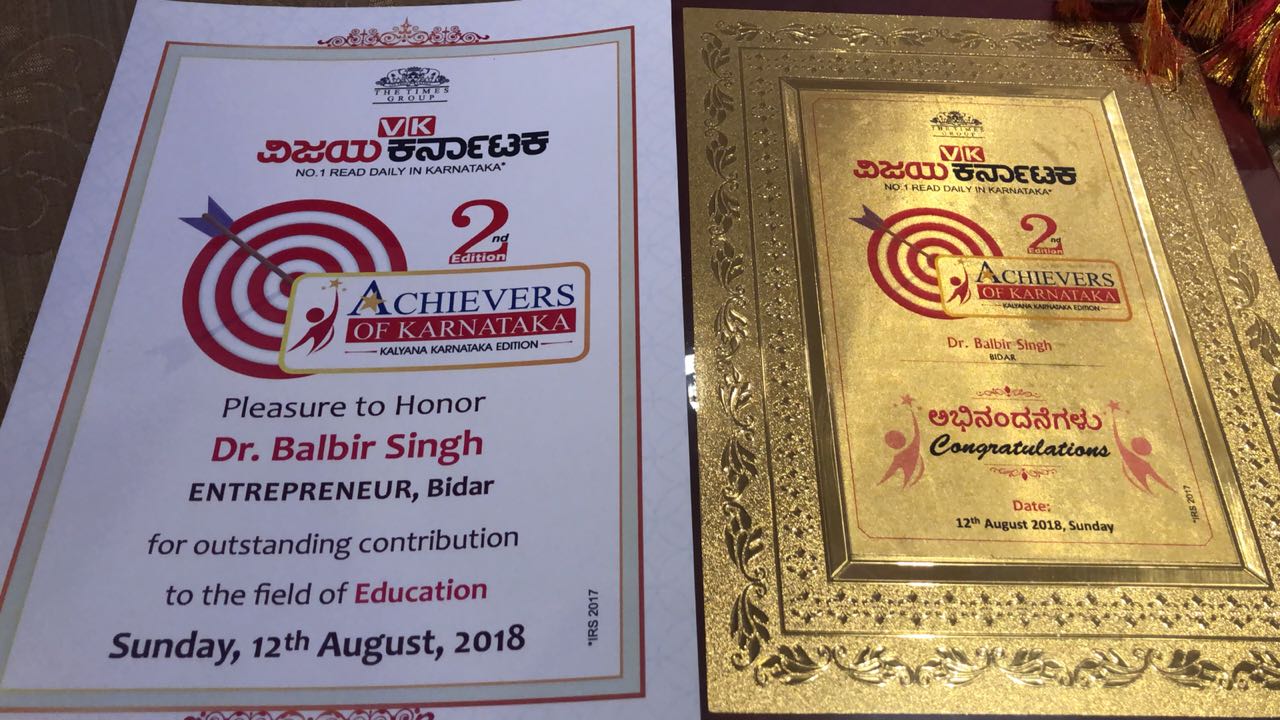 THE TIMES
GROUP
VK
ವಿಜಯ ಕರ್ನಾಟಕ
NO.1 READ DAILY IN KARNATAKA*
2nd
Edition
ACHIEVERS
OF KARNATAKA
KALYANA KARNATAKA EDITION
Pleasure to Honor
Dr. Balbir Singh
ENTREPRENEUR, Bidar
for outstanding contribution
to the field of Education
Sunday, 12th August, 2018
*IRS 2017
THE TIMES
GROUP
VK
ವಿಜಯ ಕರ್ನಾಟಕ
NO.1 READ DAILY IN KARNATAKA*
2nd
Edition
ACHIEVERS
OF KARNATAKA
KALYANA KARNATAKA EDITION
Dr. Balbir Singh
BIDAR
ಅಭಿನಂದನೆಗಳು
Congratulations
Date:
12th August 2018, Sunday
*IRS 2017